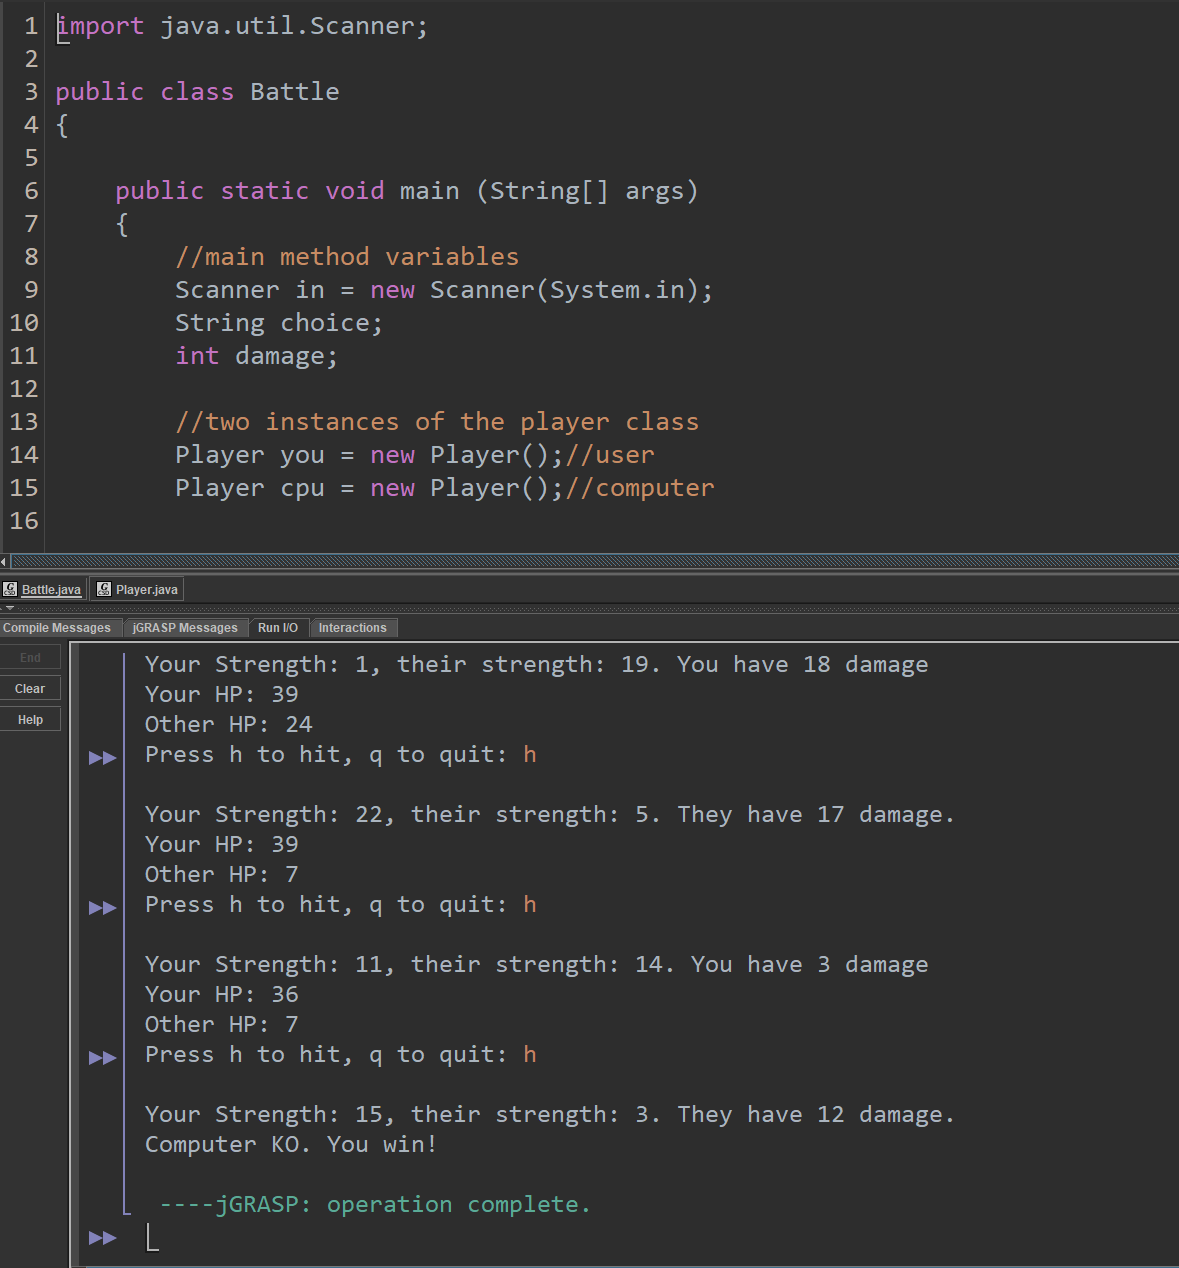 1 import java.util.Scanner;
2
3 public class Battle
4 {
5
6 public static void main (String[] args)
7 {
8 //main method variables
9 Scanner in = new Scanner(System.in);
10 String choice;
11 int damage;
12
13 //two instances of the player class
14 Player you = new Player();//user
15 Player cpu = new Player();//computer
16
Battle.java Player.java
Compile Messages jGRASP Messages Run I/O Interactions
End
Clear
Help
Your Strength: 1, their strength: 19. You have 18 damage
Your HP: 39
Other HP: 24
Press h to hit, q to quit: h
Your Strength: 22, their strength: 5. They have 17 damage.
Your HP: 39
Other HP: 7
Press h to hit, q to quit: h
Your Strength: 11, their strength: 14. You have 3 damage
Your HP: 36
Other HP: 7
Press h to hit, q to quit: h
Your Strength: 15, their strength: 3. They have 12 damage.
Computer KO. You win!
----jGRASP: operation complete.